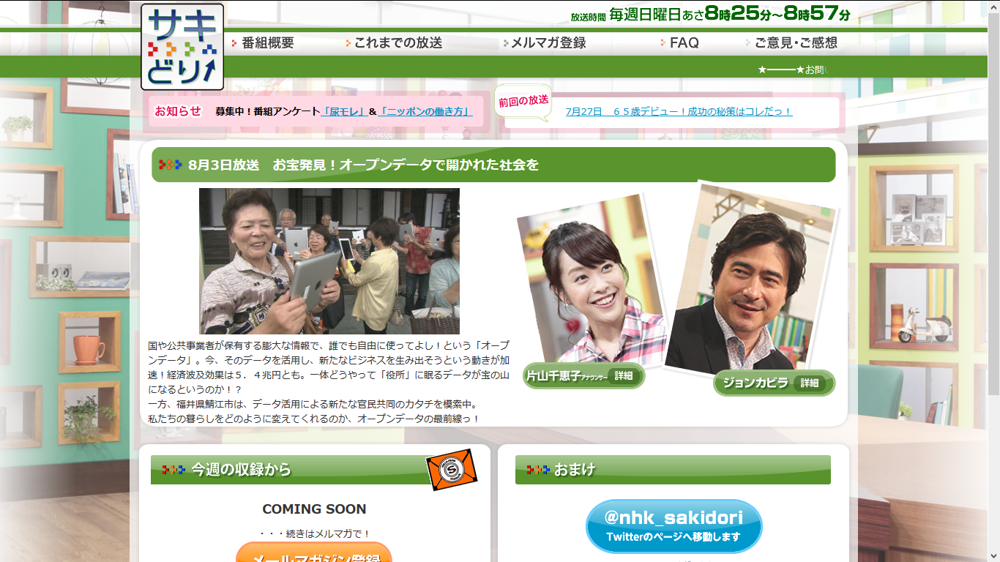 放送時間 毎週日曜日あさ8時25分～8時57分
サキどり
番組概要
これまでの放送
メルマガ登録
FAQ
ご意見・ご感想
★━━━★お問い
お知らせ
募集中！番組アンケート「尿モレ」&「ニッポンの働き方」
前回の放送
7月27日　６５歳デビュー！成功の秘策はコレだっ！
8月3日放送　お宝発見！オープンデータで開かれた社会を
国や公共事業者が保有する膨大な情報で、誰でも自由に使ってよし！という「オープ
ンデータ」。今、そのデータを活用し、新たなビジネスを生み出そうという動きが加
速！経済波及効果は５．４兆円とも。一体どうやって「役所」に眠るデータが宝の山
になるというのか！？
一方、福井県鯖江市は、データ活用による新たな官民共同のカタチを模索中。
私たちの暮らしをどのように変えてくれるのか、オープンデータの最前線っ！
片山千恵子アナウンサー 詳細
ジョンカビラ 詳細
今週の収録から
COMING SOON
・・・続きはメルマガで！
メールマガジン登録
おまけ
@nhk_sakidori
Twitterのページへ移動します